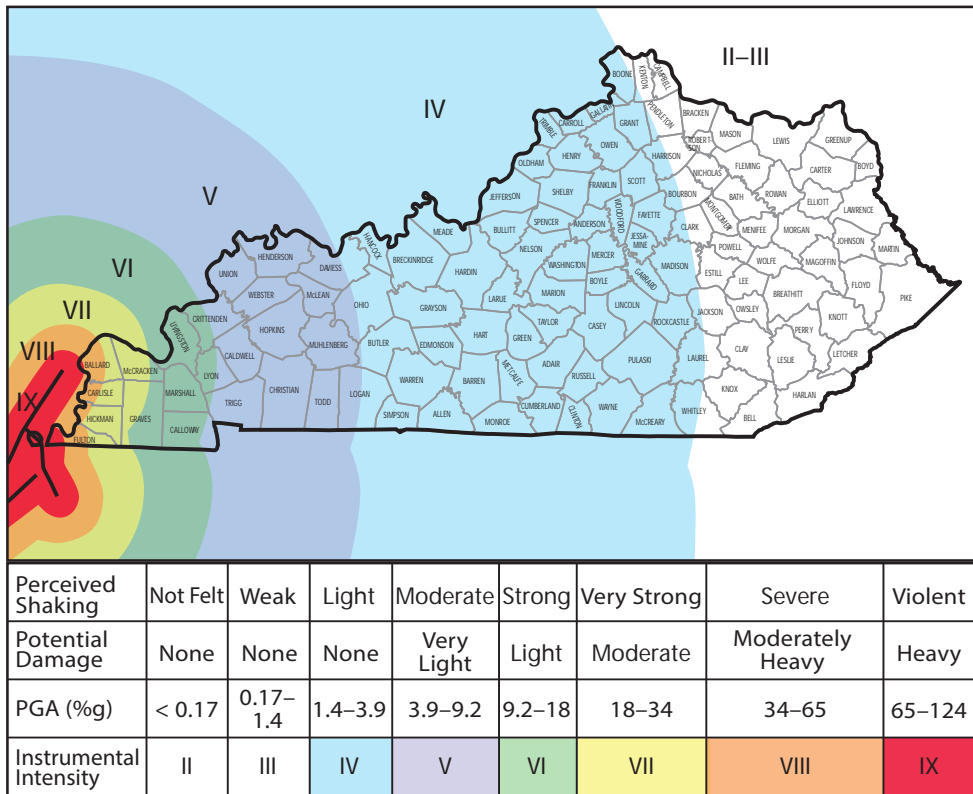 II–III
IV
V
VI
VII
VIII
IX
BOONE
KENTON
CAMPBELL
GALLATIN
GRANT
PENDLETON
BRACKEN
MASON
ROBERT-
SON
LEWIS
GREENUP
BOYD
TRIMBLE
CARROLL
OWEN
HARRISON
NICHOLAS
FLEMING
CARTER
OLDHAM
HENRY
SCOTT
BOURBON
BATH
ROWAN
ELLIOTT
LAWRENCE
JEFFERSON
SHELBY
FRANKLIN
WOODFORD
FAYETTE
CLARK
MONTGOMERY
MENIFEE
MORGAN
JOHNSON
MARTIN
MEADE
BULLITT
SPENCER
ANDERSON
JESSA-
MINE
POWELL
WOLFE
MAGOFFIN
HENDERSON
DAVIESS
HANCOCK
BRECKINRIDGE
HARDIN
NELSON
WASHINGTON
MERCER
GARRARD
MADISON
ESTILL
LEE
BREATHITT
FLOYD
PIKE
UNION
WEBSTER
McLEAN
OHIO
GRAYSON
LARUE
MARION
BOYLE
LINCOLN
ROCKCASTLE
JACKSON
OWSLEY
PERRY
KNOTT
LIVINGSTON
CRITTENDEN
HOPKINS
MUHLENBERG
BUTLER
EDMONSON
HART
GREEN
TAYLOR
CASEY
PULASKI
LAUREL
CLAY
LESLIE
LETCHER
BALLARD
McCRACKEN
LYON
CALDWELL
CARLISLE
MARSHALL
TRIGG
CHRISTIAN
TODD
LOGAN
WARREN
BARREN
METCALFE
ADAIR
RUSSELL
KNOX
HARLAN
HICKMAN
GRAVES
CALLOWAY
FULTON
SIMPSON
ALLEN
MONROE
CUMBERLAND
CLINTON
WAYNE
McCREARY
WHITLEY
BELL
Perceived Shaking Not Felt Weak Light Moderate Strong Very Strong Severe Violent
Potential Damage None None None Very Light Light Moderate Moderately Heavy Heavy
PGA (%g) < 0.17 0.17–1.4 1.4–3.9 3.9–9.2 9.2–18 18–34 34–65 65–124
Instrumental Intensity II III IV V VI VII VIII IX